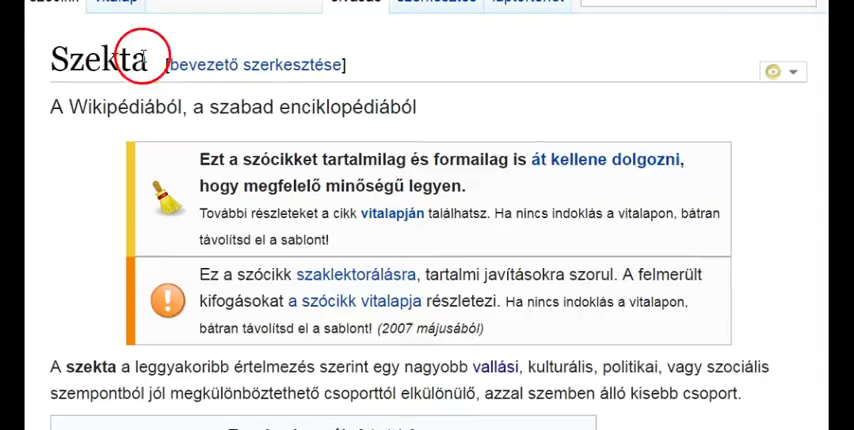 Szekta [bevezető szerkesztése]
A Wikipédiából, a szabad enciklopédiából
Ezt a szócikket tartalmilag és formailag is át kellene dolgozni,
hogy megfelelő minőségű legyen.
További részleteket a cikk vitalapján találhatsz. Ha nincs indoklás a vitalapon, bátran
távolítsd el a sablont!
Ez a szócikk szaklektorálásra, tartalmi javításokra szorul. A felmerült
kifogásokat a szócikk vitalapja részletezi. Ha nincs indoklás a vitalapon,
bátran távolítsd el a sablont! (2007 májusából)
A szekta a leggyakoribb értelmezés szerint egy nagyobb vallási, kulturális, politikai, vagy szociális
szempontból jól megkülönböztethető csoporttól elkülönülő, azzal szemben álló kisebb csoport.